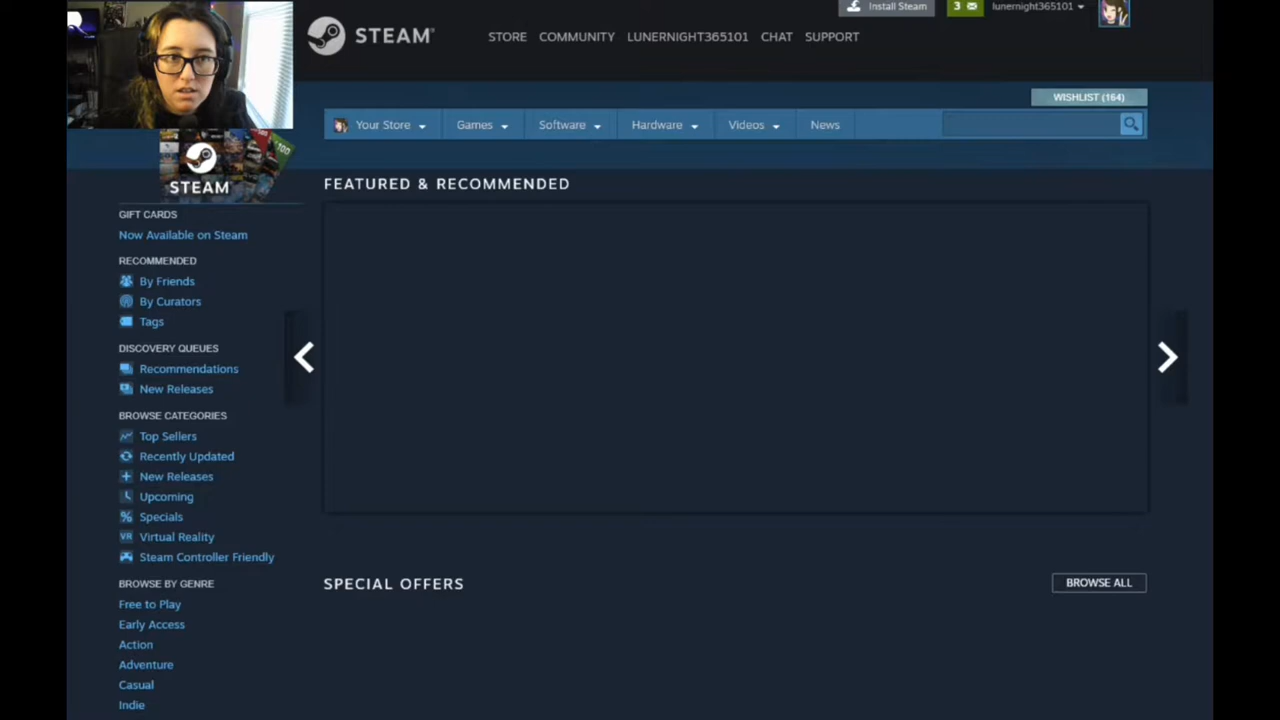 Install Steam
3
lunernight365101
STEAM®
STORE
COMMUNITY
LUNERNIGHT365101
CHAT
SUPPORT
WISHLIST (164)
Your Store
Games
Software
Hardware
Videos
News
STEAM
FEATURED & RECOMMENDED
GIFT CARDS
Now Available on Steam
RECOMMENDED
By Friends
By Curators
Tags
DISCOVERY QUEUES
Recommendations
New Releases
BROWSE CATEGORIES
Top Sellers
Recently Updated
New Releases
Upcoming
Specials
VR Virtual Reality
Steam Controller Friendly
BROWSE BY GENRE
Free to Play
Early Access
Action
Adventure
Casual
Indie
SPECIAL OFFERS
BROWSE ALL